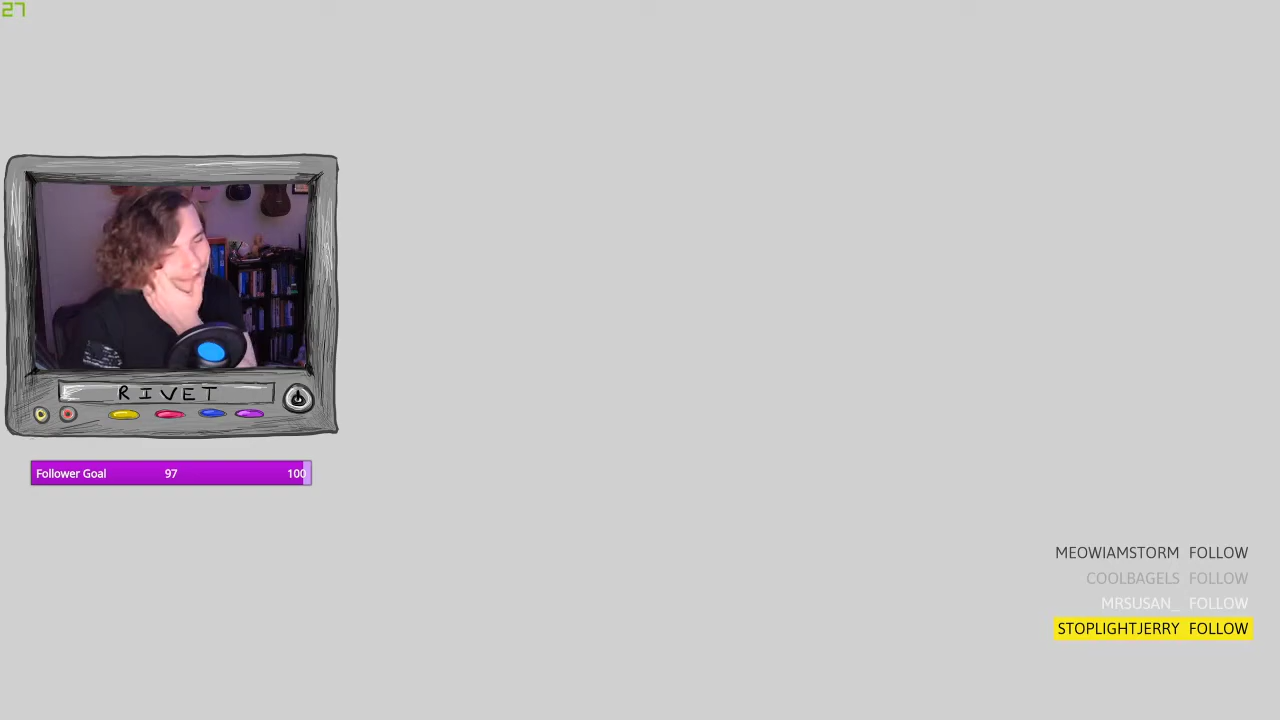 27
RIVET
Follower Goal 97 100
MEOWIAMSTORM FOLLOW
COOLBAGELS FOLLOW
MRSUSAN_ FOLLOW
STOPLIGHTJERRY FOLLOW